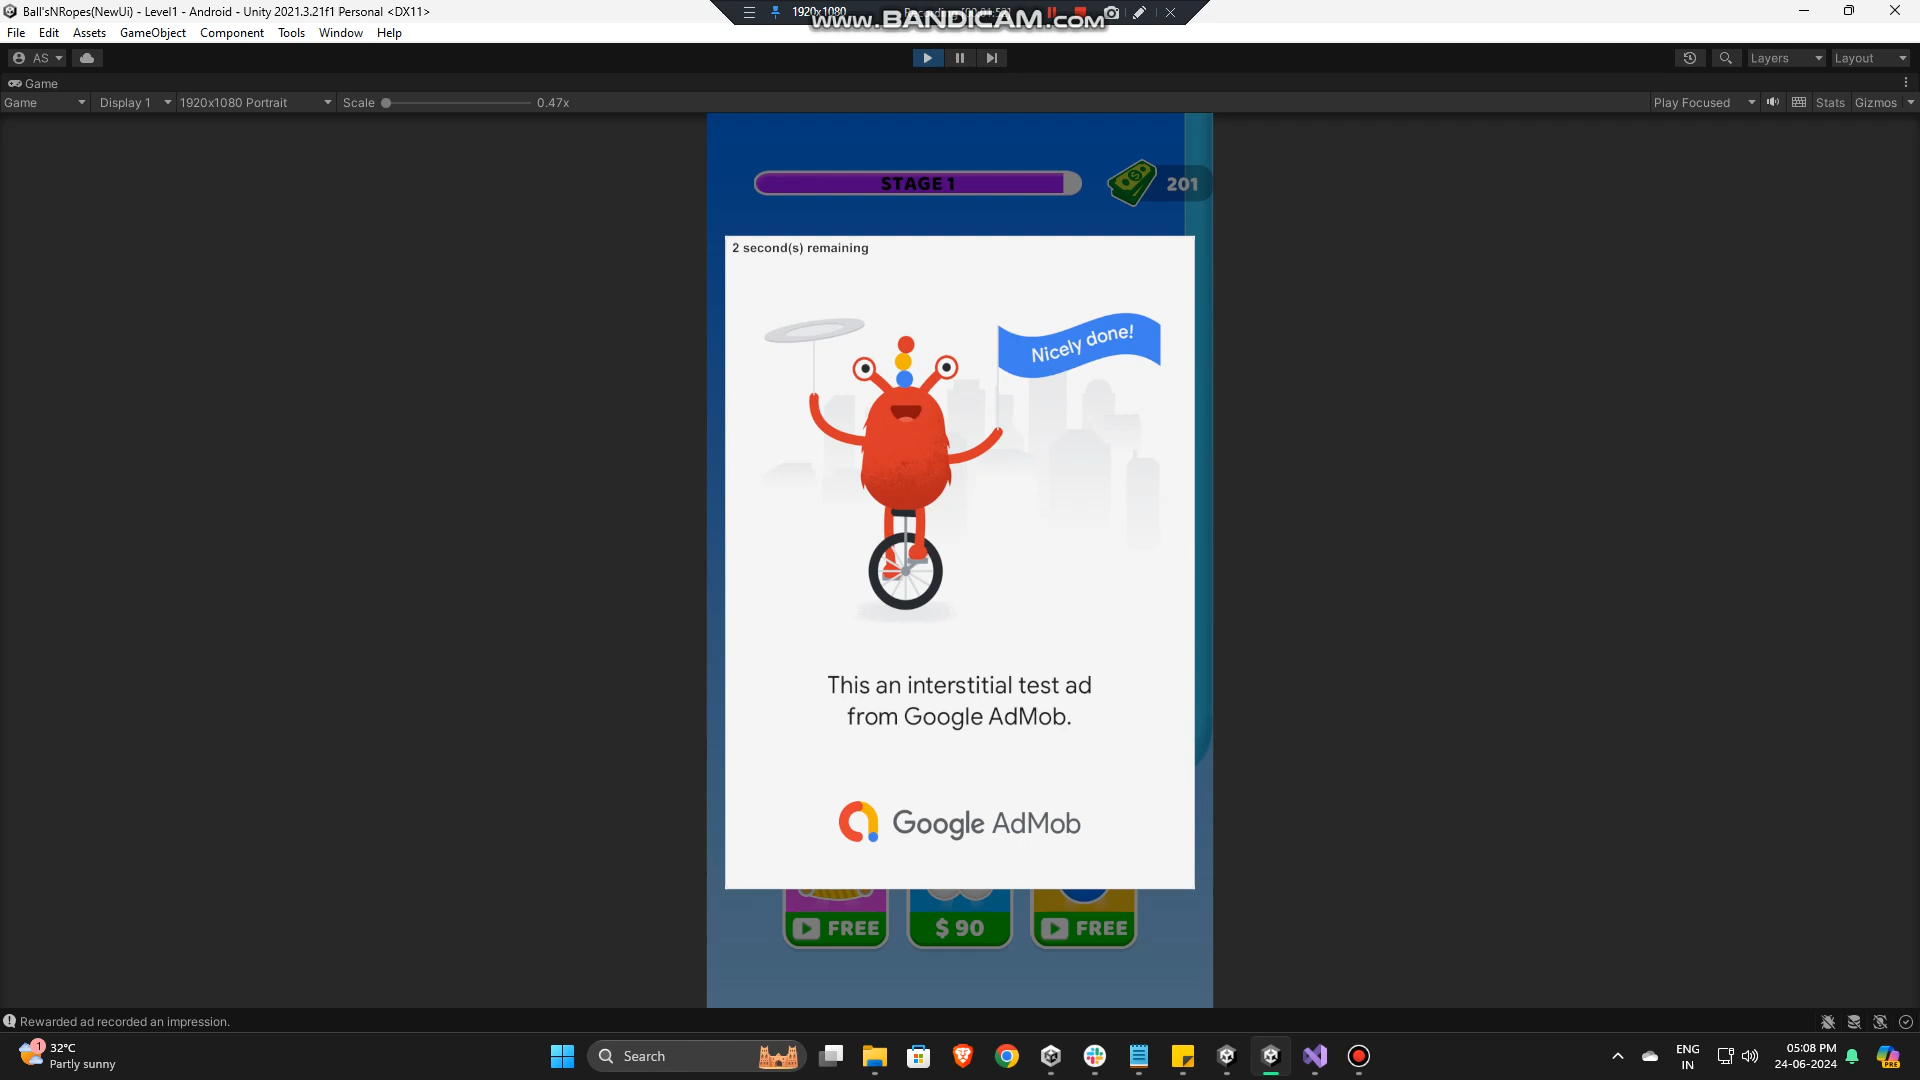 Ball'sNRopes(NewUi) - Level1 - Android - Unity 2021.3.21f1 Personal <DX11>
1920x1080
www.BANDICAM.com
File Edit Assets GameObject Component Tools Window Help
AS
Layers
Layout
Game
Game
Display 1
1920x1080 Portrait
Scale
0.47x
Play Focused
Stats
Gizmos
STAGE 1
201
2 second(s) remaining
Nicely done!
This an interstitial test ad
from Google AdMob.
Google AdMob
FREE
$ 90
FREE
Rewarded ad recorded an impression.
1
32°C
Partly sunny
Search
ENG
IN
05:08 PM
24-06-2024
PRE